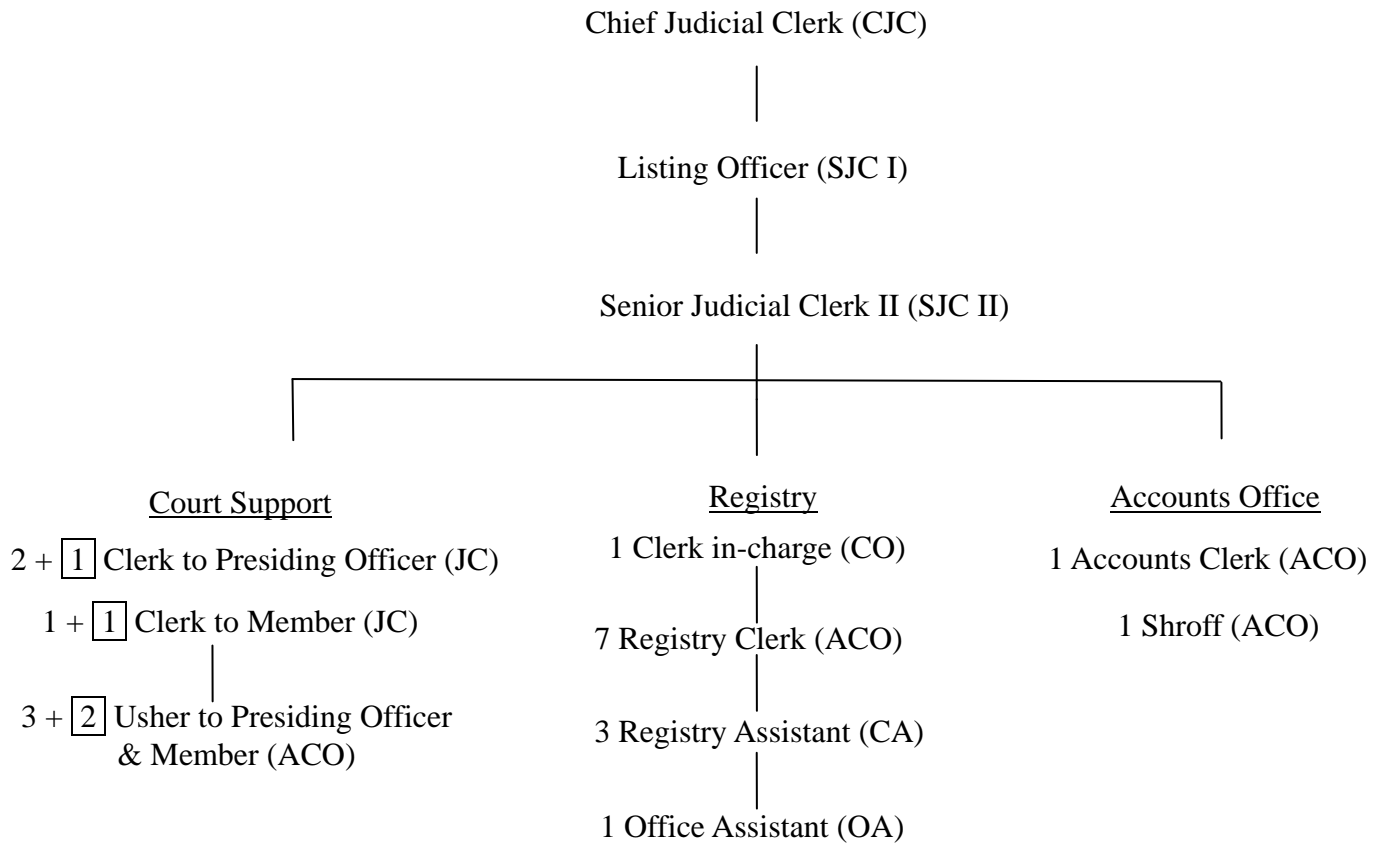 Chief Judicial Clerk (CJC)
Listing Officer (SJC I)
Senior Judicial Clerk II (SJC II)
Court Support
2 + 1 Clerk to Presiding Officer (JC)
1 + 1 Clerk to Member (JC)
3 + 2 Usher to Presiding Officer
& Member (ACO)
Registry
1 Clerk in-charge (CO)
7 Registry Clerk (ACO)
3 Registry Assistant (CA)
1 Office Assistant (OA)
Accounts Office
1 Accounts Clerk (ACO)
1 Shroff (ACO)